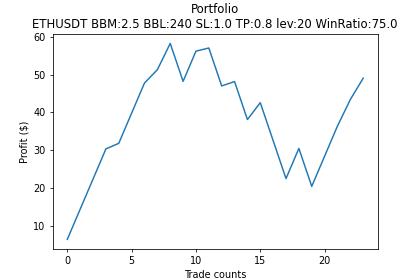 Portfolio
ETHUSDT BBM:2.5 BBL:240 SL:1.0 TP:0.8 lev:20 WinRatio:75.0
60
50
40
30
20
10
Profit ($)
0 5 10 15 20
Trade counts